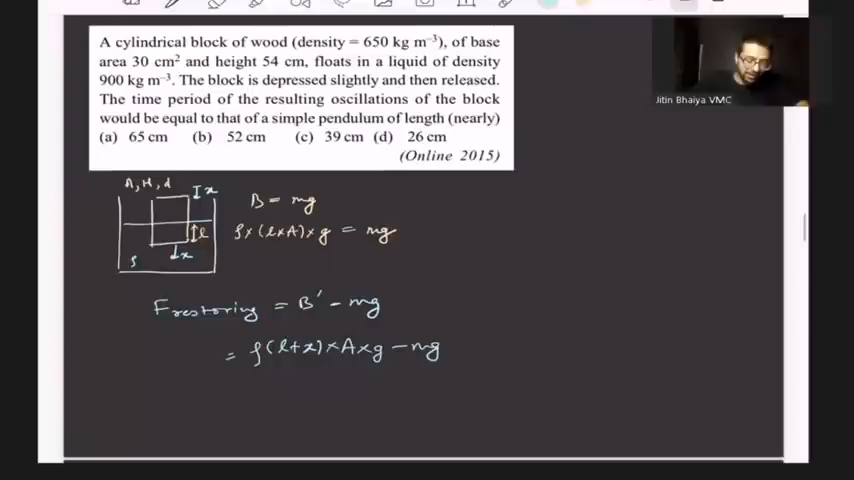 A cylindrical block of wood (density = 650 kg m⁻³), of base
area 30 cm² and height 54 cm, floats in a liquid of density
900 kg m⁻³. The block is depressed slightly and then released.
The time period of the resulting oscillations of the block
would be equal to that of a simple pendulum of length (nearly)
(a) 65 cm (b) 52 cm (c) 39 cm (d) 26 cm
(Online 2015)
Jitin Bhaiya VMC
A, H, d
x
B = mg
l
ρ×(l×A)×g = mg
ρ
↓x
Frestoring = B' − mg
= ρ(l+x)×A×g − mg